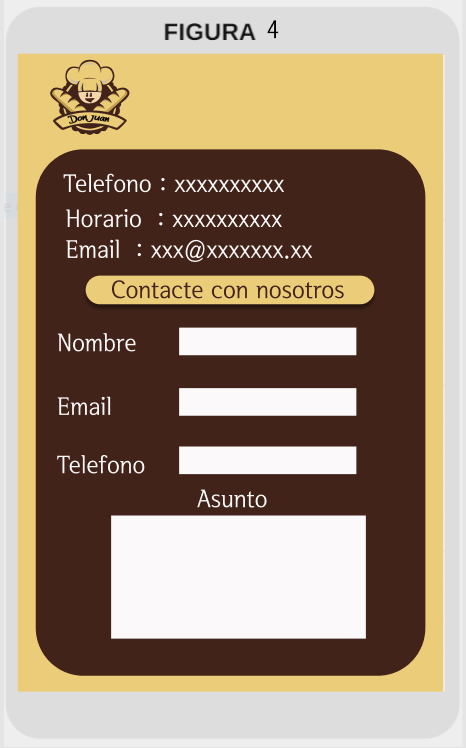 FIGURA 4
Don Juan
Telefono : xxxxxxxxxx
Horario : xxxxxxxxxx
Email : xxx@xxxxxxx.xx
Contacte con nosotros
Nombre
Email
Telefono
Asunto